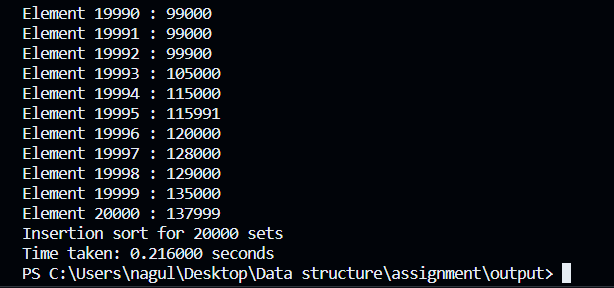 Element 19990 : 99000
Element 19991 : 99000
Element 19992 : 99900
Element 19993 : 105000
Element 19994 : 115000
Element 19995 : 115991
Element 19996 : 120000
Element 19997 : 128000
Element 19998 : 129000
Element 19999 : 135000
Element 20000 : 137999
Insertion sort for 20000 sets
Time taken: 0.216000 seconds
PS C:\Users\nagul\Desktop\Data structure\assignment\output>